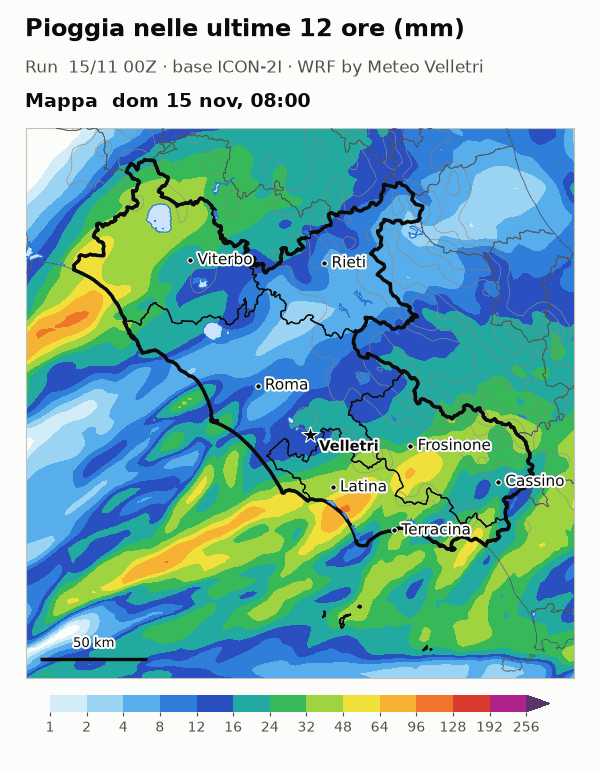 Pioggia nelle ultime 12 ore (mm)
Run 15/11 00Z · base ICON-2I · WRF by Meteo Velletri
Mappa dom 15 nov, 08:00
Viterbo
Rieti
Roma
Velletri
Frosinone
Latina
Cassino
Terracina
50 km
1 2 4 8 12 16 24 32 48 64 96 128 192 256